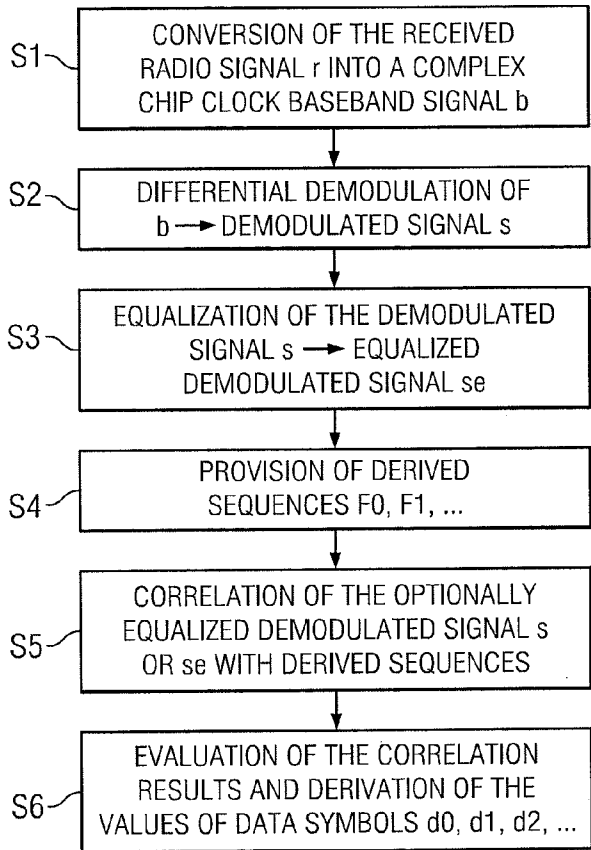 S1
CONVERSION OF THE RECEIVED
RADIO SIGNAL r INTO A COMPLEX
CHIP CLOCK BASEBAND SIGNAL b
S2
DIFFERENTIAL DEMODULATION OF
b → DEMODULATED SIGNAL s
S3
EQUALIZATION OF THE DEMODULATED
SIGNAL s → EQUALIZED
DEMODULATED SIGNAL se
S4
PROVISION OF DERIVED
SEQUENCES F0, F1, ...
S5
CORRELATION OF THE OPTIONALLY
EQUALIZED DEMODULATED SIGNAL s
OR se WITH DERIVED SEQUENCES
S6
EVALUATION OF THE CORRELATION
RESULTS AND DERIVATION OF THE
VALUES OF DATA SYMBOLS d0, d1, d2, ...